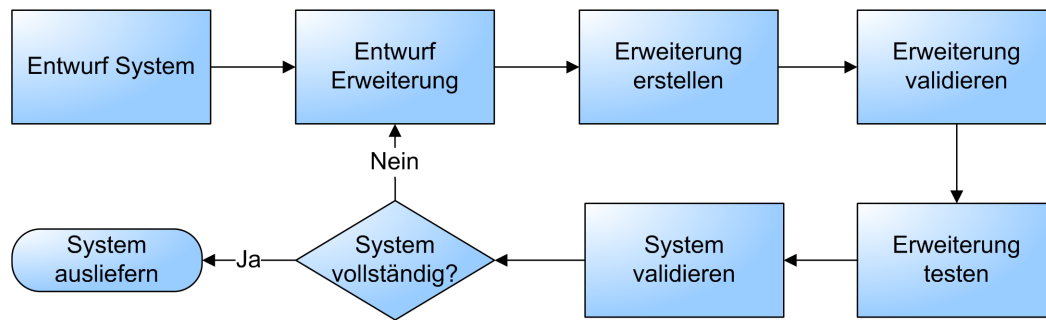 Entwurf System
Entwurf
Erweiterung
Erweiterung
erstellen
Erweiterung
validieren
Nein
System
ausliefern
Ja
System
vollständig?
System
validieren
Erweiterung
testen